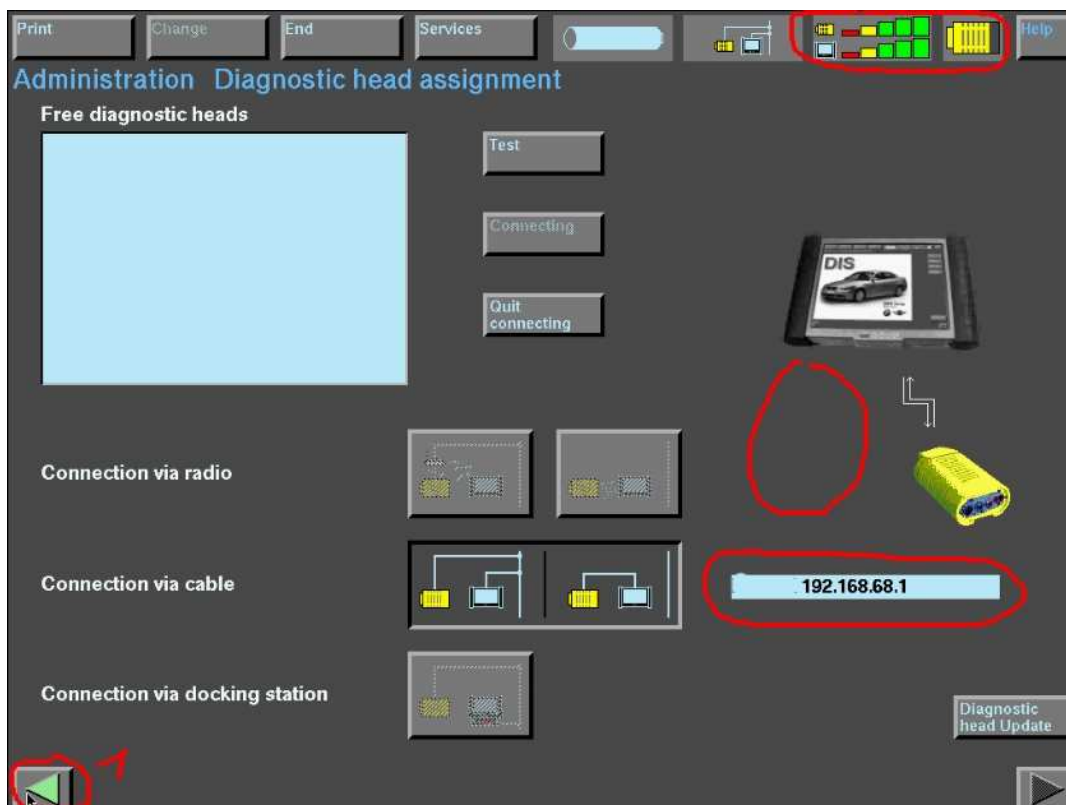 Print
Change
End
Services
Help
Administration Diagnostic head assignment
Free diagnostic heads
Test
Connecting
Quit
connecting
DIS
Connection via radio
Connection via cable
192.168.68.1
Connection via docking station
Diagnostic
head Update
1